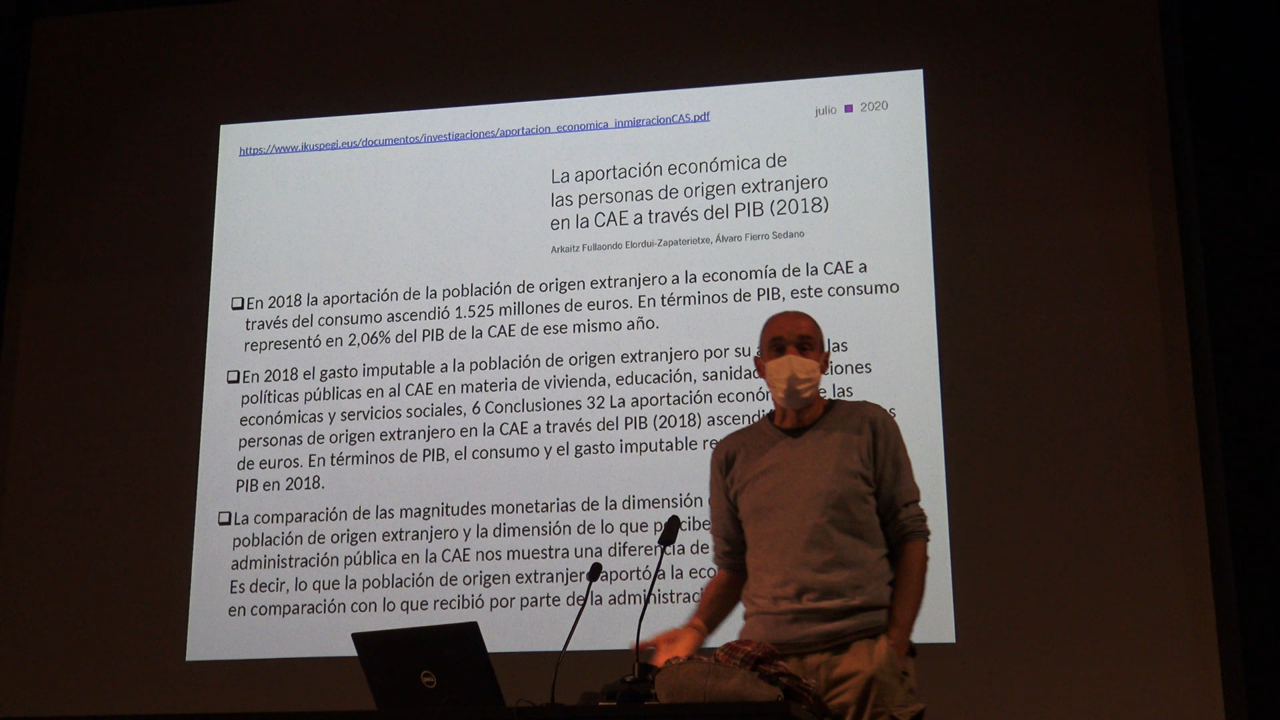 https://www.ikuspegi.eus/documentos/investigaciones/aportacion_economica_inmigracionCAS.pdf
julio 2020
La aportación económica de
las personas de origen extranjero
en la CAE a través del PIB (2018)
Arkaitz Fullaondo Elordui-Zapaterietxe, Álvaro Fierro Sedano
En 2018 la aportación de la población de origen extranjero a la economía de la CAE a
través del consumo ascendió 1.525 millones de euros. En términos de PIB, este consumo
representó en 2,06% del PIB de la CAE de ese mismo año.
En 2018 el gasto imputable a la población de origen extranjero por su las
políticas públicas en al CAE en materia de vivienda, educación, sanidad
económicas y servicios sociales, 6 Conclusiones 32 La aportación las
personas de origen extranjero en la CAE a través del PIB (2018)
de euros. En términos de PIB, el consumo y el gasto imputable
PIB en 2018.
La comparación de las magnitudes monetarias de la dimensión
población de origen extranjero y la dimensión de lo que
administración pública en la CAE nos muestra una diferencia de
Es decir, lo que la población de origen extranjero aportó a la
en comparación con lo que recibió por parte de la
DELL